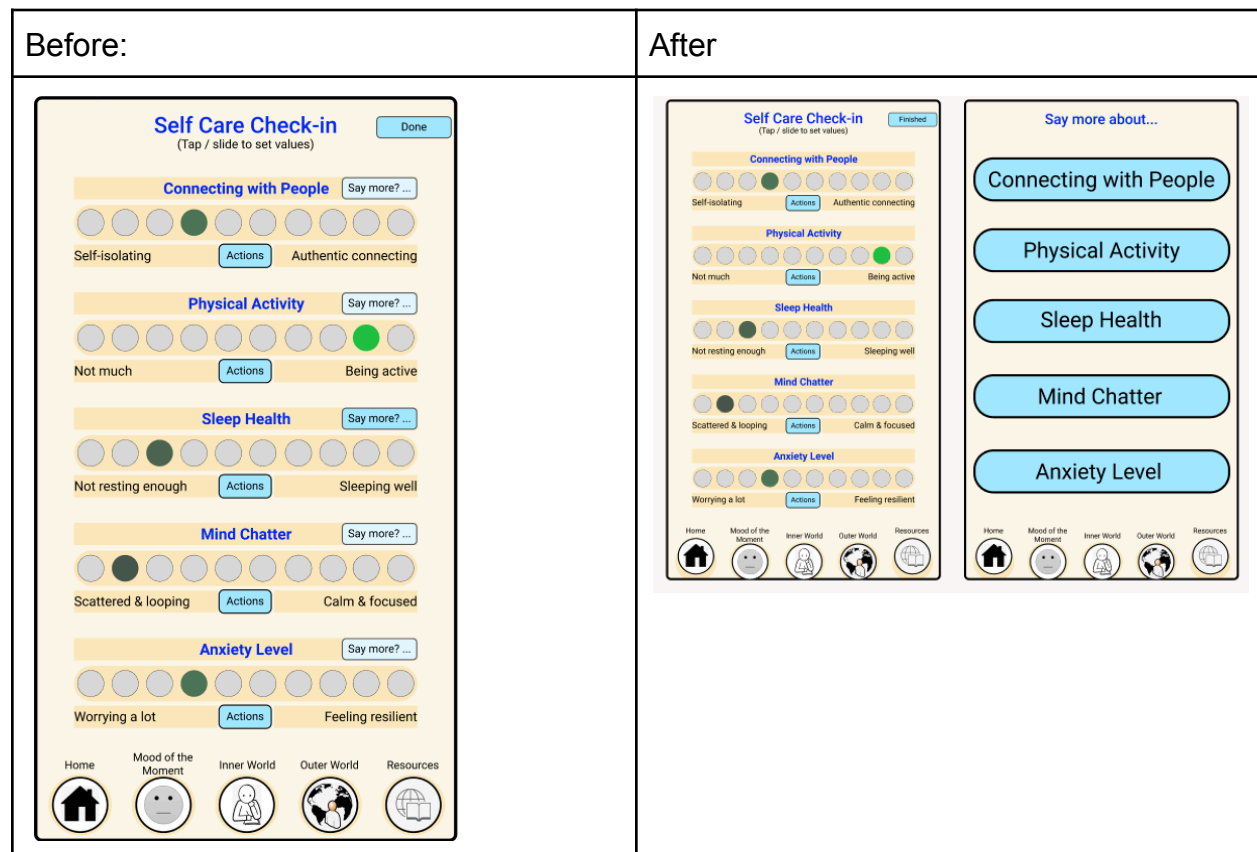 Before:
After
Self Care Check-in
Done
(Tap / slide to set values)
Connecting with People
Say more? ...
Self-isolating
Actions
Authentic connecting
Physical Activity
Say more? ...
Not much
Actions
Being active
Sleep Health
Say more? ...
Not resting enough
Actions
Sleeping well
Mind Chatter
Say more? ...
Scattered & looping
Actions
Calm & focused
Anxiety Level
Say more? ...
Worrying a lot
Actions
Feeling resilient
Home
Mood of the
Moment
Inner World
Outer World
Resources
Self Care Check-in
Finished
(Tap / slide to set values)
Connecting with People
Self-isolating
Actions
Authentic connecting
Physical Activity
Not much
Actions
Being active
Sleep Health
Not resting enough
Actions
Sleeping well
Mind Chatter
Scattered & looping
Actions
Calm & focused
Anxiety Level
Worrying a lot
Actions
Feeling resilient
Home
Mood of the
Moment
Inner World
Outer World
Resources
Say more about...
Connecting with People
Physical Activity
Sleep Health
Mind Chatter
Anxiety Level
Home
Mood of the
Moment
Inner World
Outer World
Resources